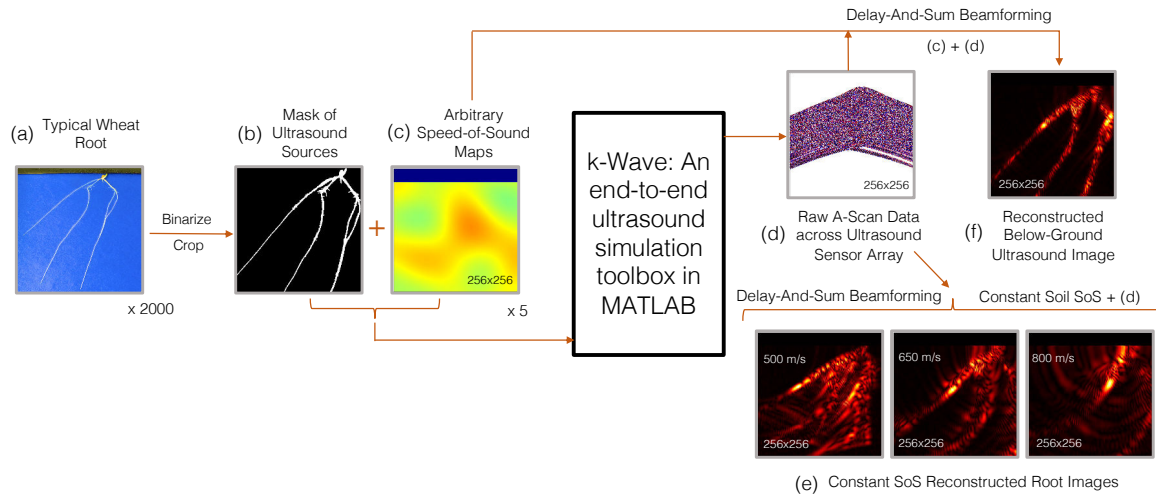 Delay-And-Sum Beamforming
(c) + (d)
(a) Typical Wheat
Root
(b) Mask of
Ultrasound
Sources
(c) Arbitrary
Speed-of-Sound
Maps
Binarize
Crop
+
256x256
x 2000
x 5
k-Wave: An
end-to-end
ultrasound
simulation
toolbox in
MATLAB
256x256
(d) Raw A-Scan Data
across Ultrasound
Sensor Array
256x256
(f) Reconstructed
Below-Ground
Ultrasound Image
Delay-And-Sum Beamforming
Constant Soil SoS + (d)
500 m/s
256x256
650 m/s
256x256
800 m/s
256x256
(e) Constant SoS Reconstructed Root Images